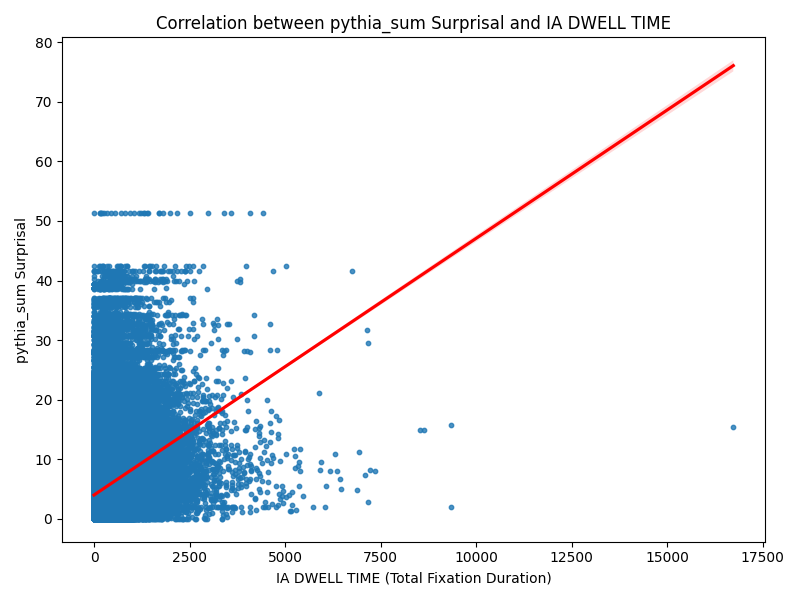 Correlation between pythia_sum Surprisal and IA DWELL TIME
80
70
60
50
40
30
20
10
0
pythia_sum Surprisal
0 2500 5000 7500 10000 12500 15000 17500
IA DWELL TIME (Total Fixation Duration)